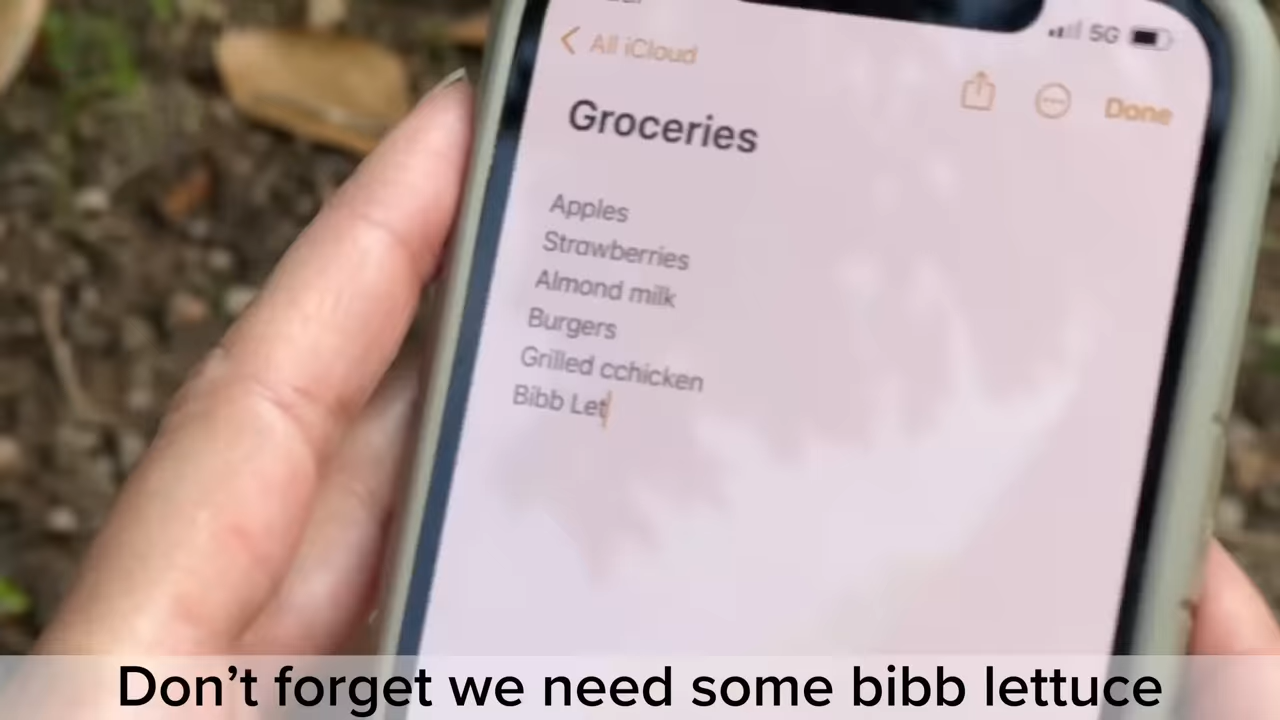 5G
All iCloud
Done
Groceries
Apples
Strawberries
Almond milk
Burgers
Grilled cchicken
Bibb Let
Don't forget we need some bibb lettuce